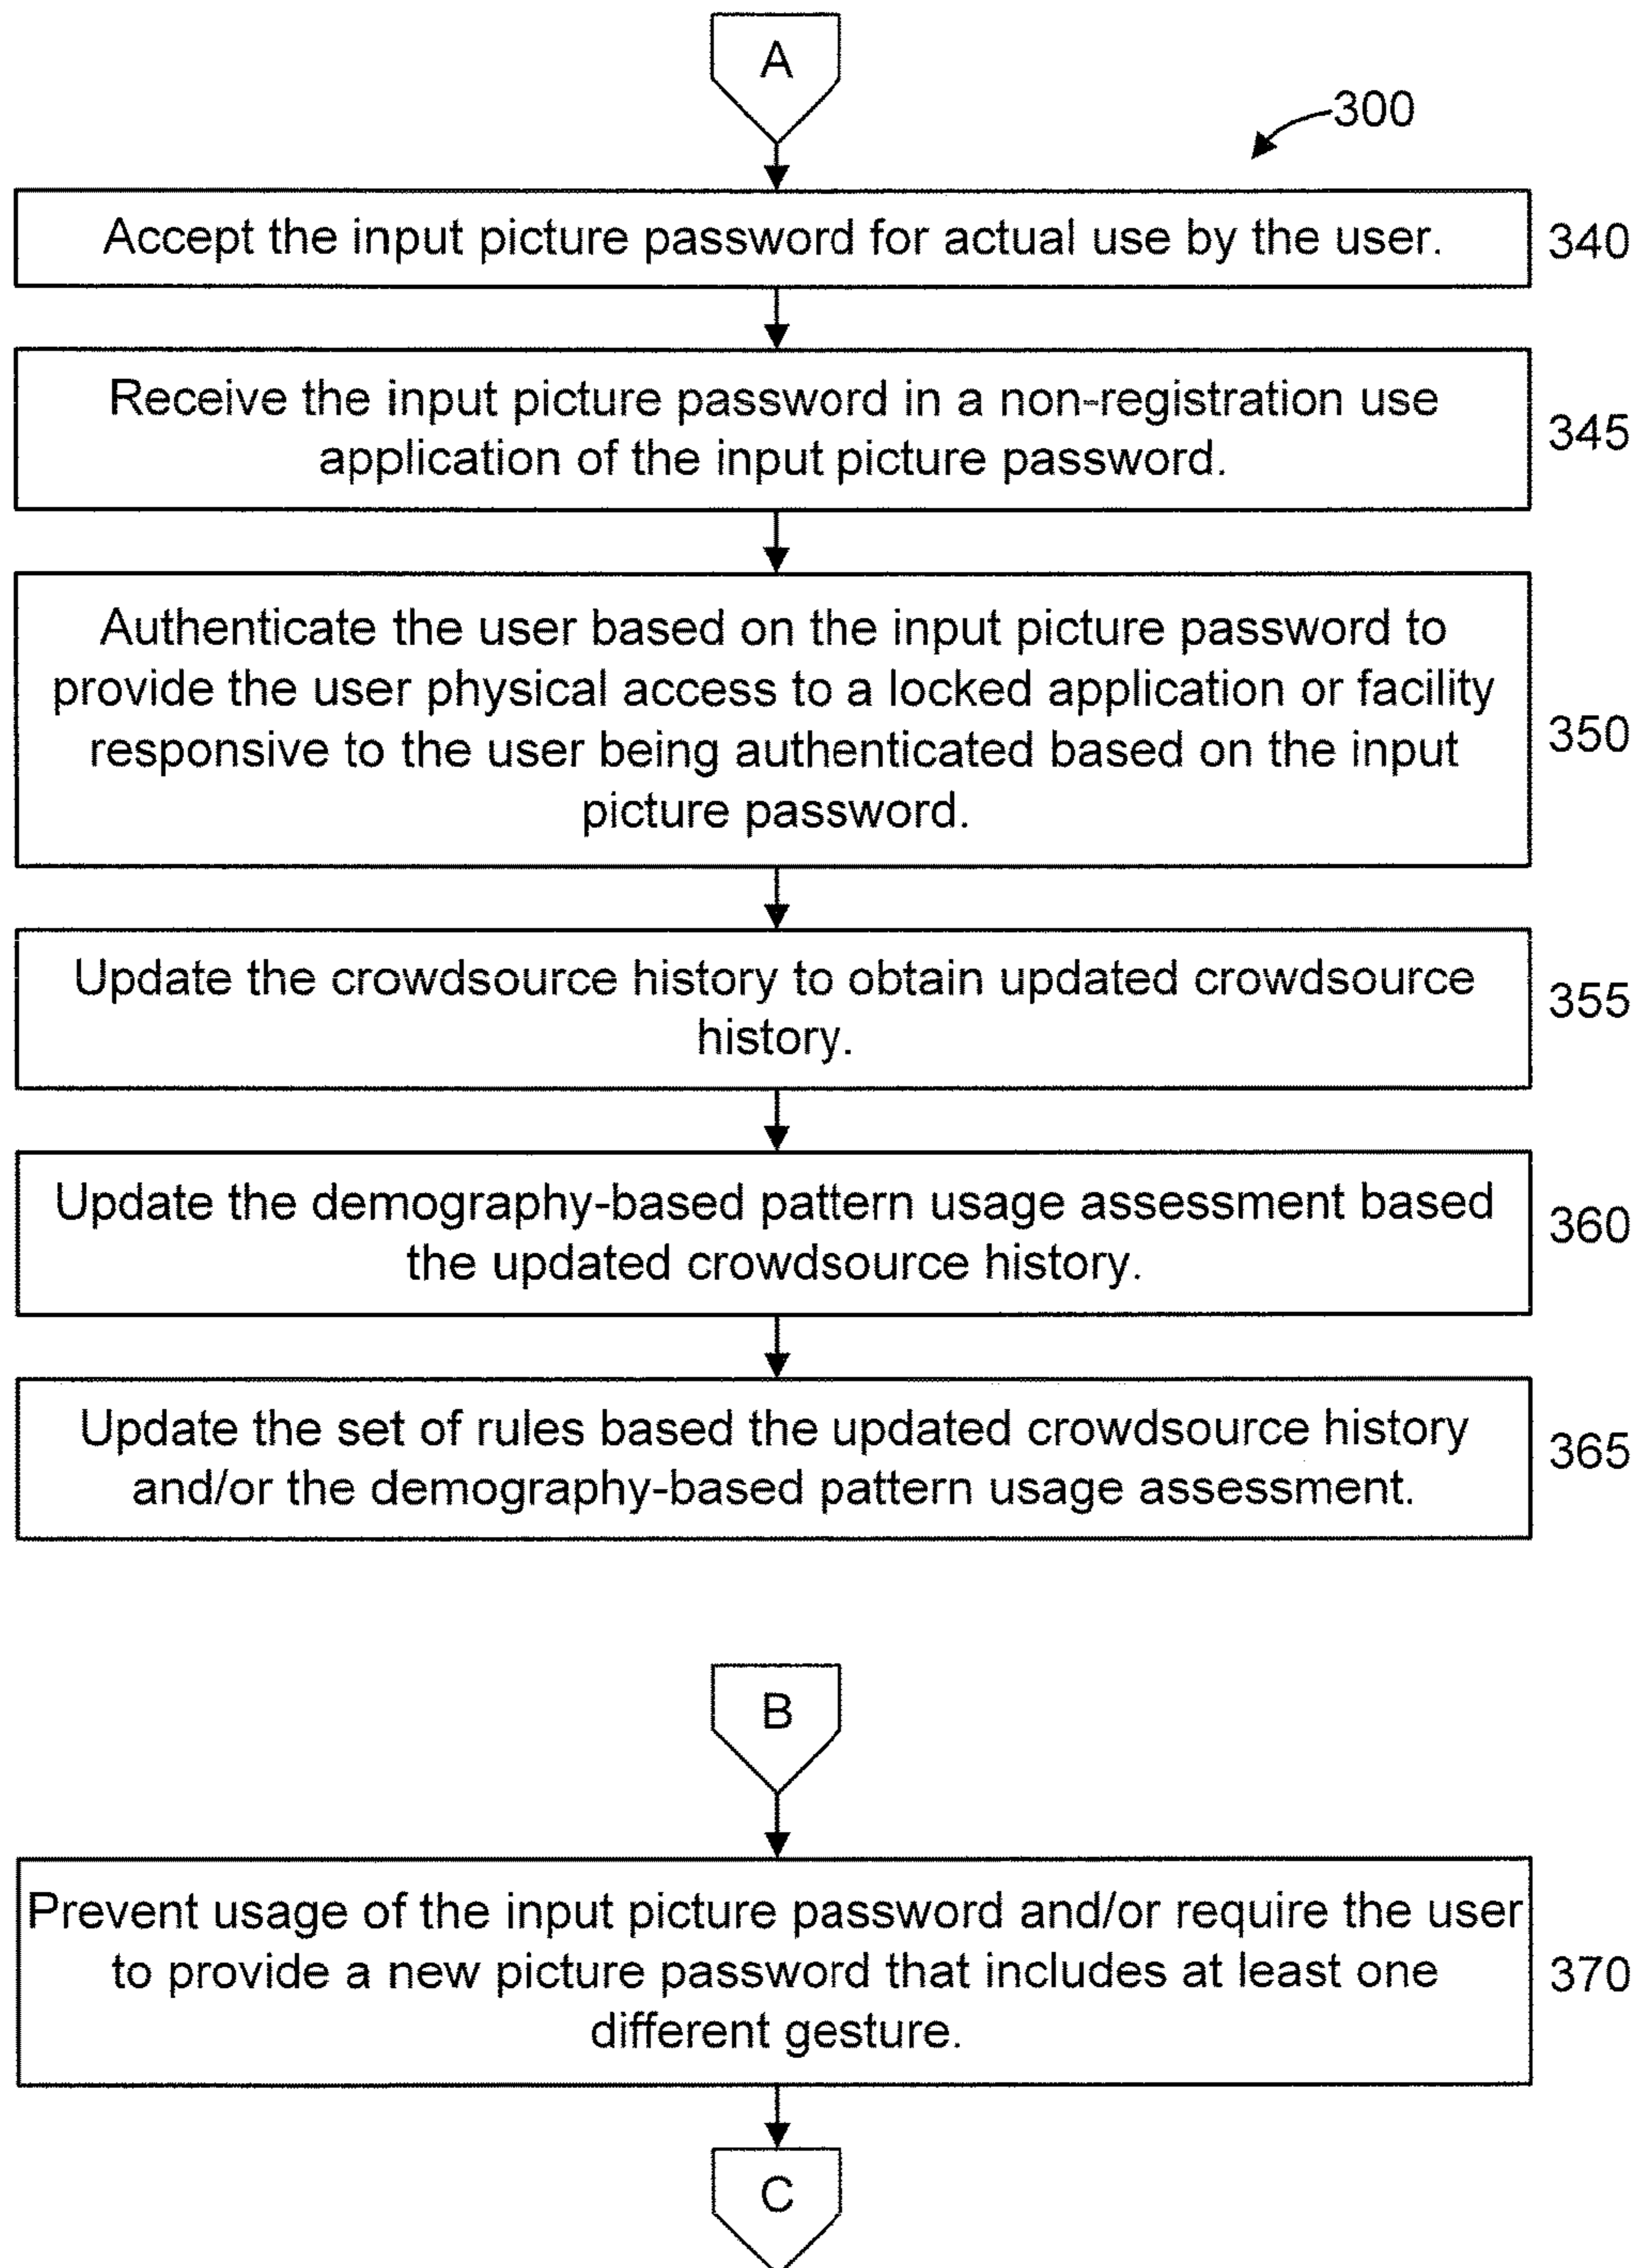 A
300
Accept the input picture password for actual use by the user.
340
Receive the input picture password in a non-registration use
application of the input picture password.
345
Authenticate the user based on the input picture password to
provide the user physical access to a locked application or facility
responsive to the user being authenticated based on the input
picture password.
350
Update the crowdsource history to obtain updated crowdsource
history.
355
Update the demography-based pattern usage assessment based
the updated crowdsource history.
360
Update the set of rules based the updated crowdsource history
and/or the demography-based pattern usage assessment.
365
B
Prevent usage of the input picture password and/or require the user
to provide a new picture password that includes at least one
different gesture.
370
C